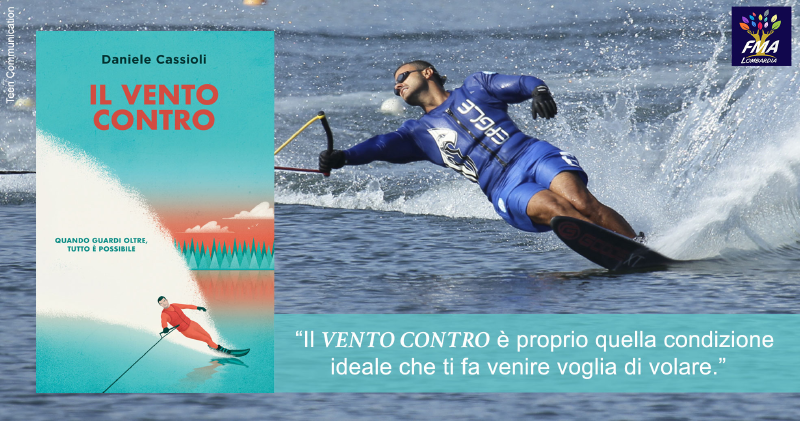 Teen Communication
Daniele Cassioli
IL VENTO
CONTRO
QUANDO GUARDI OLTRE,
TUTTO È POSSIBILE
FMA
LOMBARDIA
“Il VENTO CONTRO è proprio quella condizione
ideale che ti fa venire voglia di volare.”